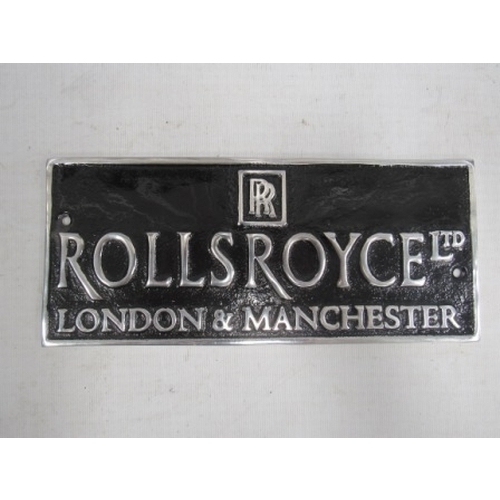 RR
ROLLS ROYCE LTD
LONDON & MANCHESTER